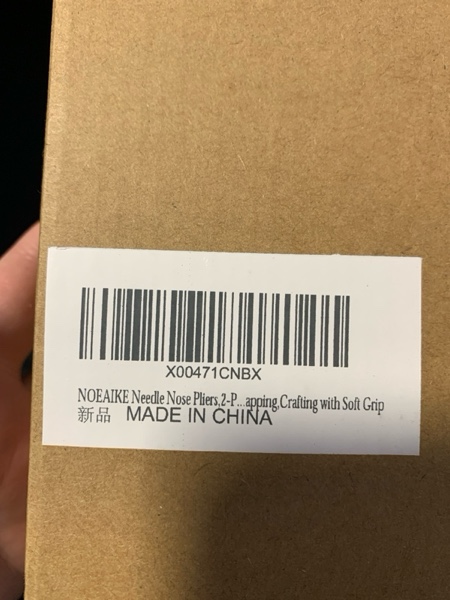 X00471CNBX
NOEAIKE Needle Nose Pliers,2-P...apping,Crafting with Soft Grip
新品 MADE IN CHINA